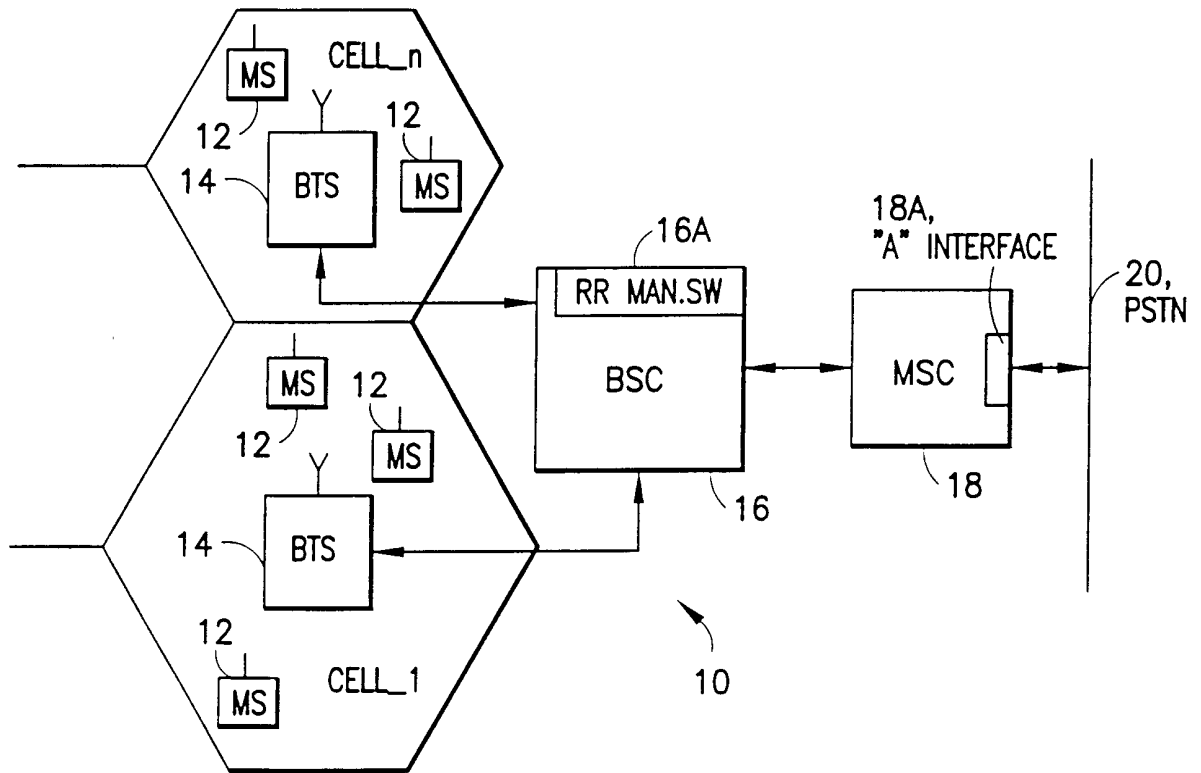 CELL_n
MS
12
12
14
BTS
MS
16A
RR MAN.SW
BSC
16
18A,
"A" INTERFACE
MSC
18
20,
PSTN
MS
12
12
MS
14
BTS
12
MS
CELL_1
10